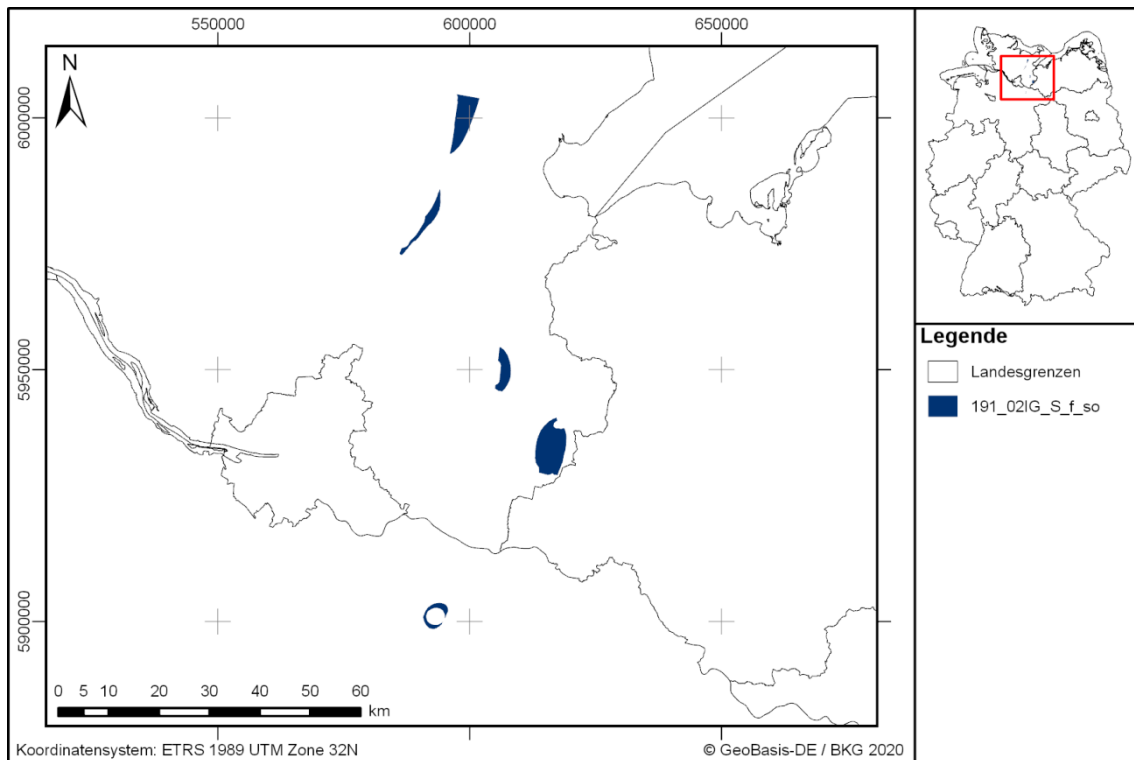 550000 600000 650000
N
600000
5950000
5900000
0 5 10 20 30 40 50 60
km
Koordinatensystem: ETRS 1989 UTM Zone 32N
© GeoBasis-DE / BKG 2020
Legende
Landesgrenzen
191_02IG_S_f_so